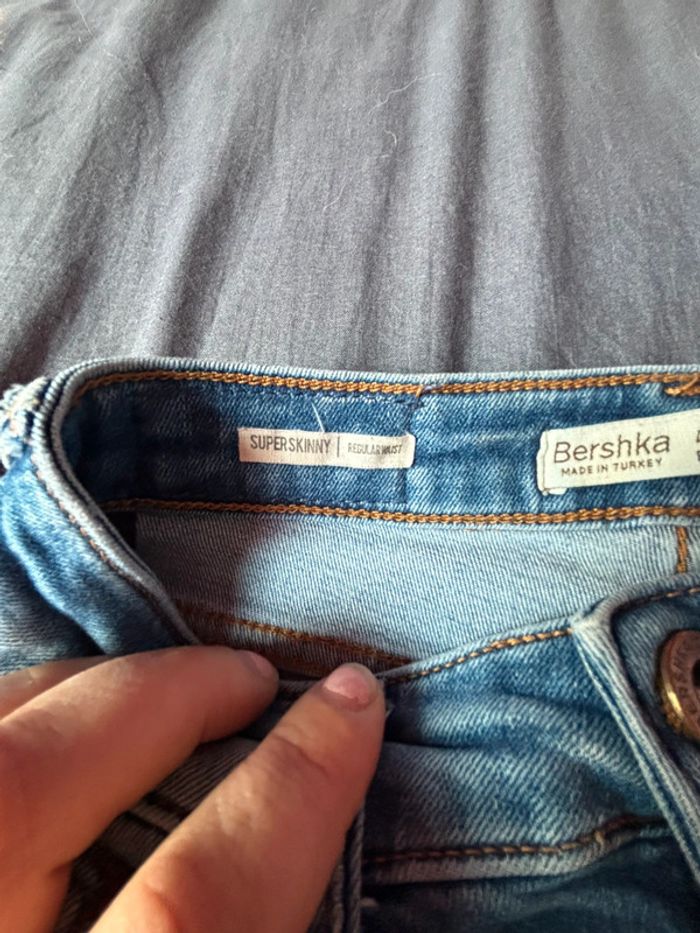 SUPERSKINNY | REGULAR WAIST
Bershka
MADE IN TURKEY